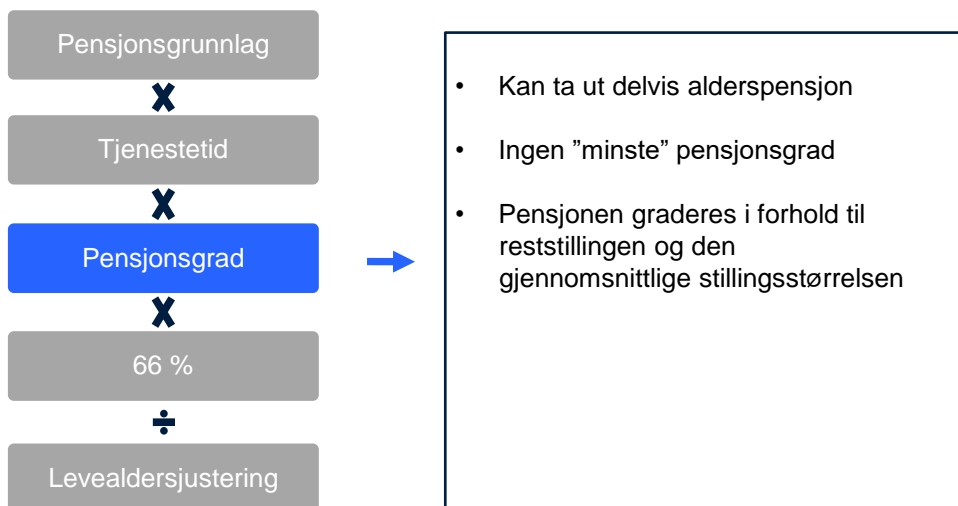 Pensjonsgrunnlag
x
Tjenestetid
x
Pensjonsgrad
x
66 %
÷
Levealdersjustering
• Kan ta ut delvis alderspensjon
• Ingen ”minste” pensjonsgrad
• Pensjonen graderes i forhold til
reststillingen og den
gjennomsnittlige stillingsstørrelsen